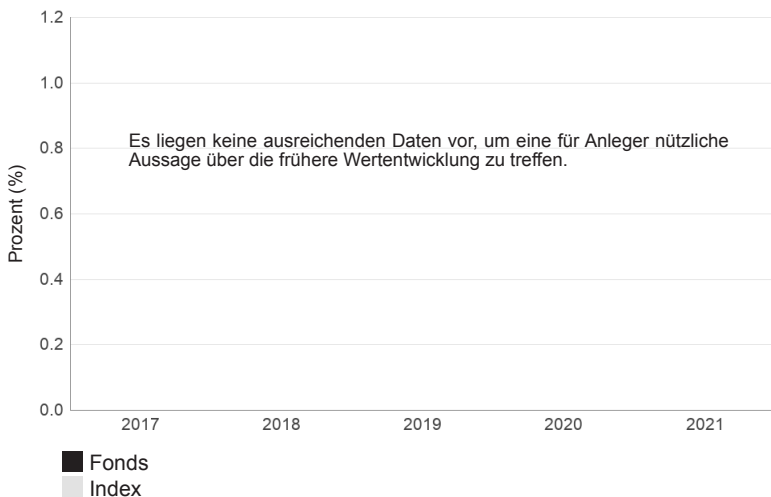 1.2
1.0
Es liegen keine ausreichenden Daten vor, um eine für Anleger nützliche
0.8
Aussage über die frühere Wertentwicklung zu treffen.
Prozent (%)
0.6
0.4
0.2
0.0
2017 2018 2019 2020 2021
Fonds
Index